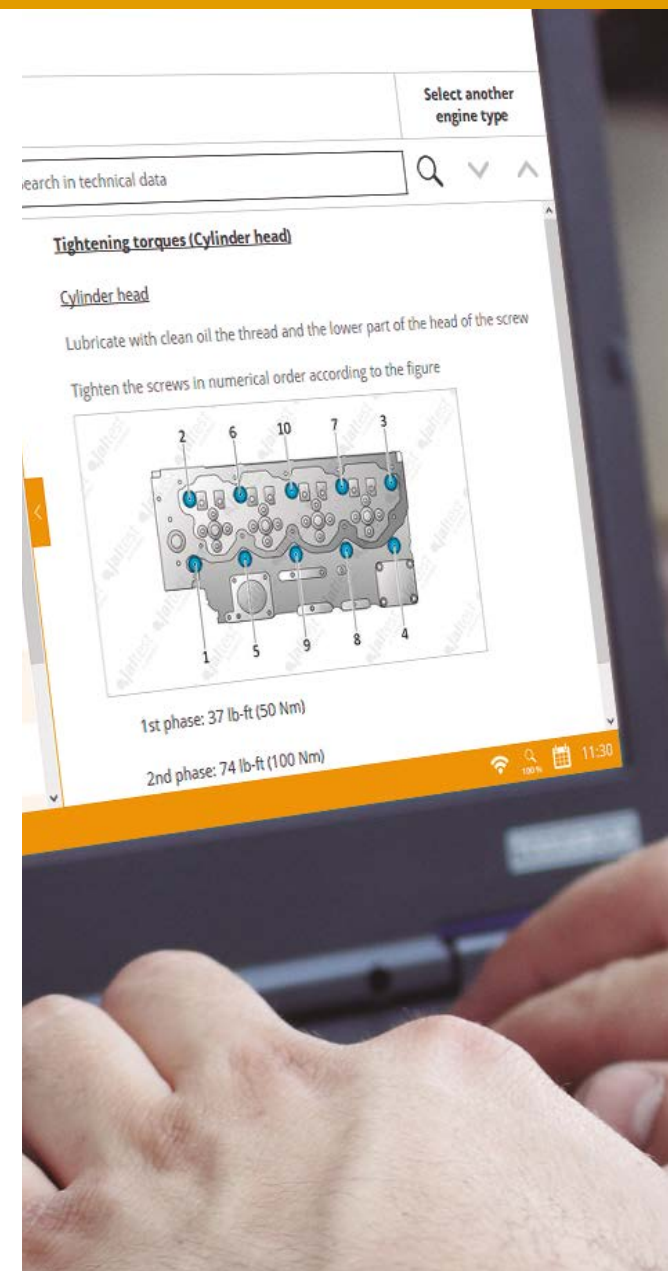 Select another
engine type
earch in technical data
Tightening torques (Cylinder head)
Cylinder head
Lubricate with clean oil the thread and the lower part of the head of the screw
Tighten the screws in numerical order according to the figure
2 6 10 7 3
1 5 9 8 4
1st phase: 37 lb-ft (50 Nm)
2nd phase: 74 lb-ft (100 Nm)
100 %
11:30